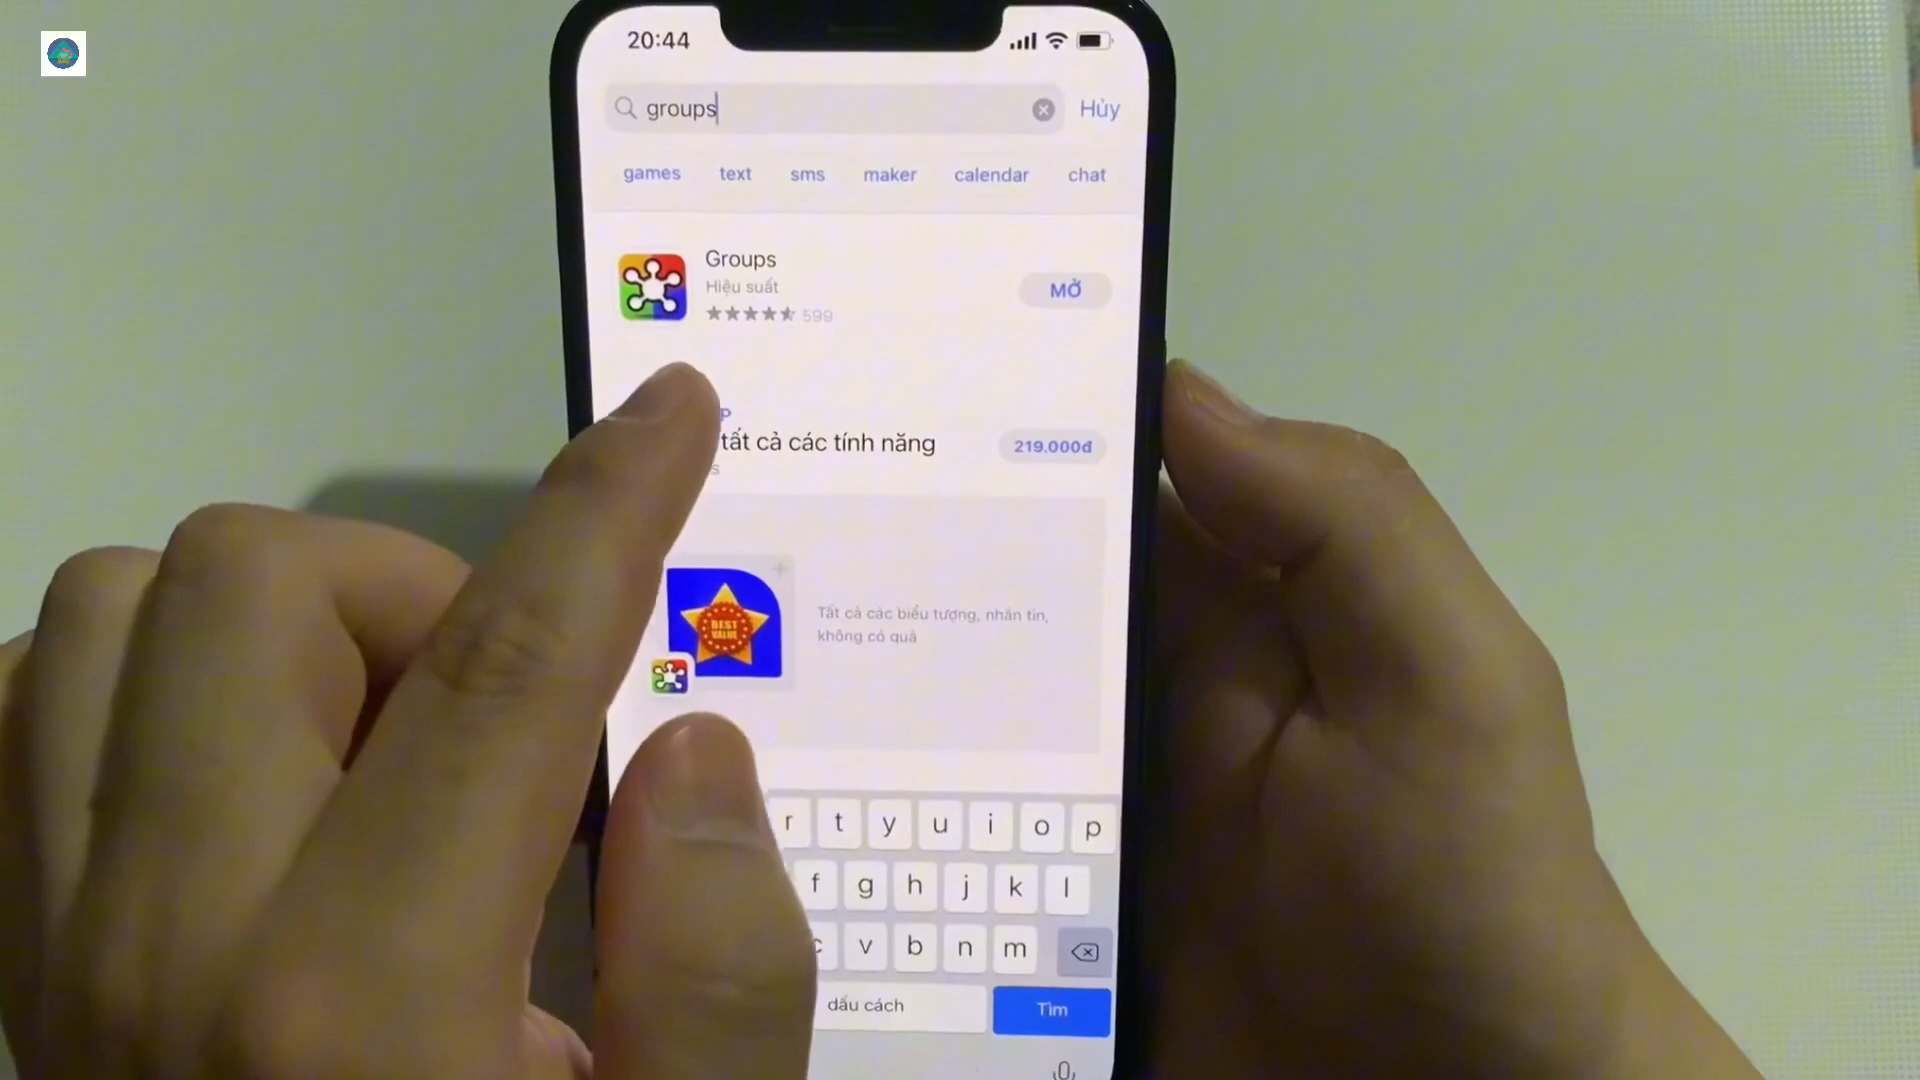 20:44
groups
Hủy
games text sms maker calendar chat
Groups
Hiệu suất
599
MỞ
P
tất cả các tính năng
219.000đ
s
BEST
VALUE
Tất cả các biểu tượng, nhắn tin,
không có quả
r t y u i o p
f g h j k l
c v b n m
dấu cách
Tìm